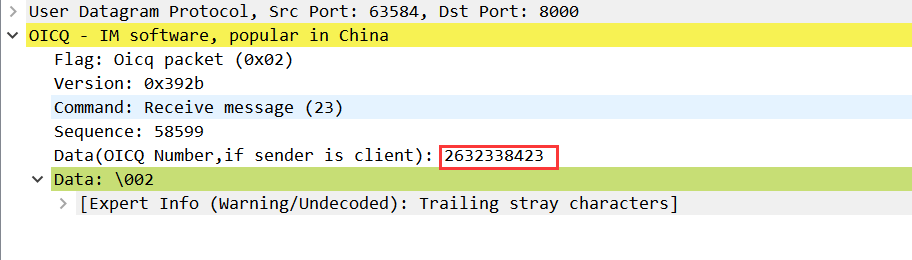 User Datagram Protocol, Src Port: 63584, Dst Port: 8000
OICQ - IM software, popular in China
Flag: Oicq packet (0x02)
Version: 0x392b
Command: Receive message (23)
Sequence: 58599
Data(OICQ Number,if sender is client): 2632338423
Data: \002
[Expert Info (Warning/Undecoded): Trailing stray characters]